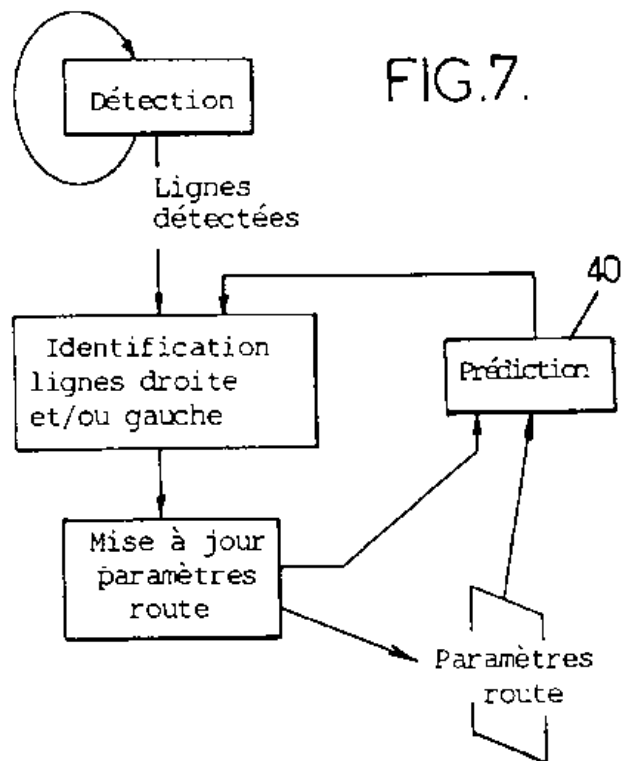 FIG.7.
Détection
Lignes
détectées
40
Identification
lignes droite
et/ou gauche
Prédiction
Mise à jour
paramètres
route
Paramètres
route